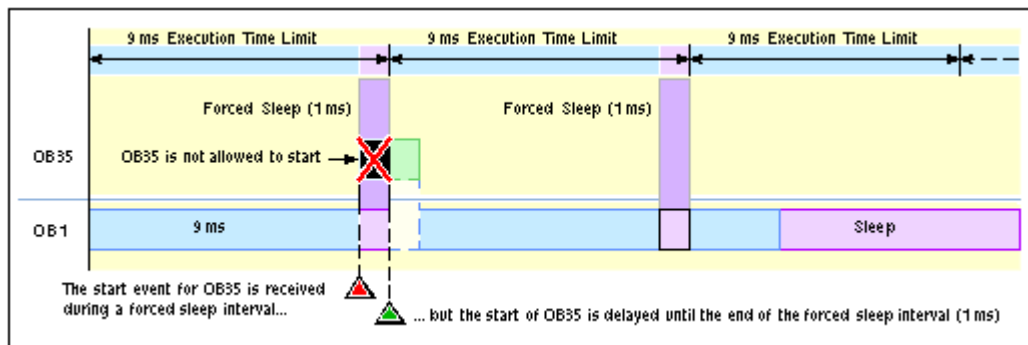 9 ms Execution Time Limit
9 ms Execution Time Limit
9 ms Execution Time Limit
Forced Sleep (1 ms)
Forced Sleep (1 ms)
OB35
OB35 is not allowed to start
OB1
9 ms
Sleep
The start event for OB35 is received
during a forced sleep interval...
... but the start of OB35 is delayed until the end of the forced sleep interval (1 ms)